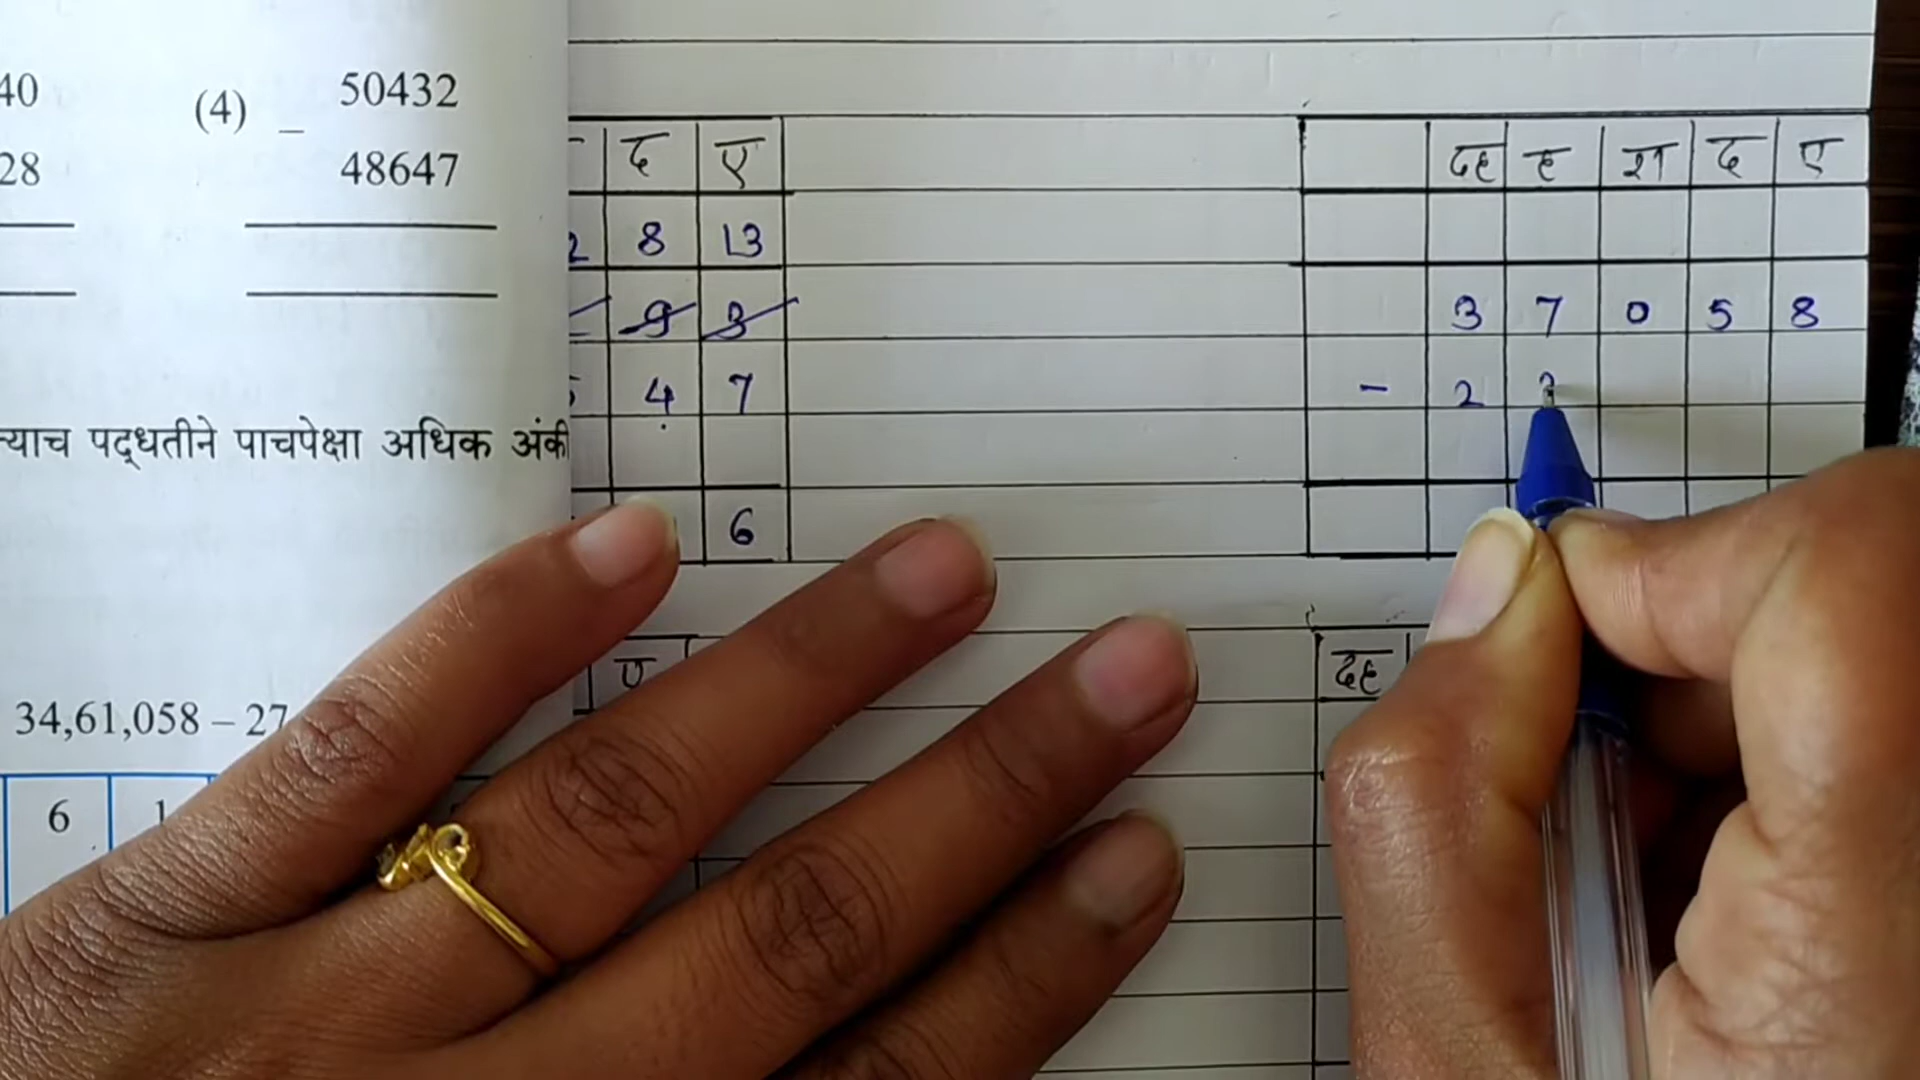 40
28
(4) 50432
_
48647
त्याच पद्धतीने पाचपेक्षा अधिक अंकी
34,61,058 – 27
6 1
द ए
2 8 13
9 3
4 7
6
दह ह श द ए
3 7 0 5 8
- 2
ए
दह